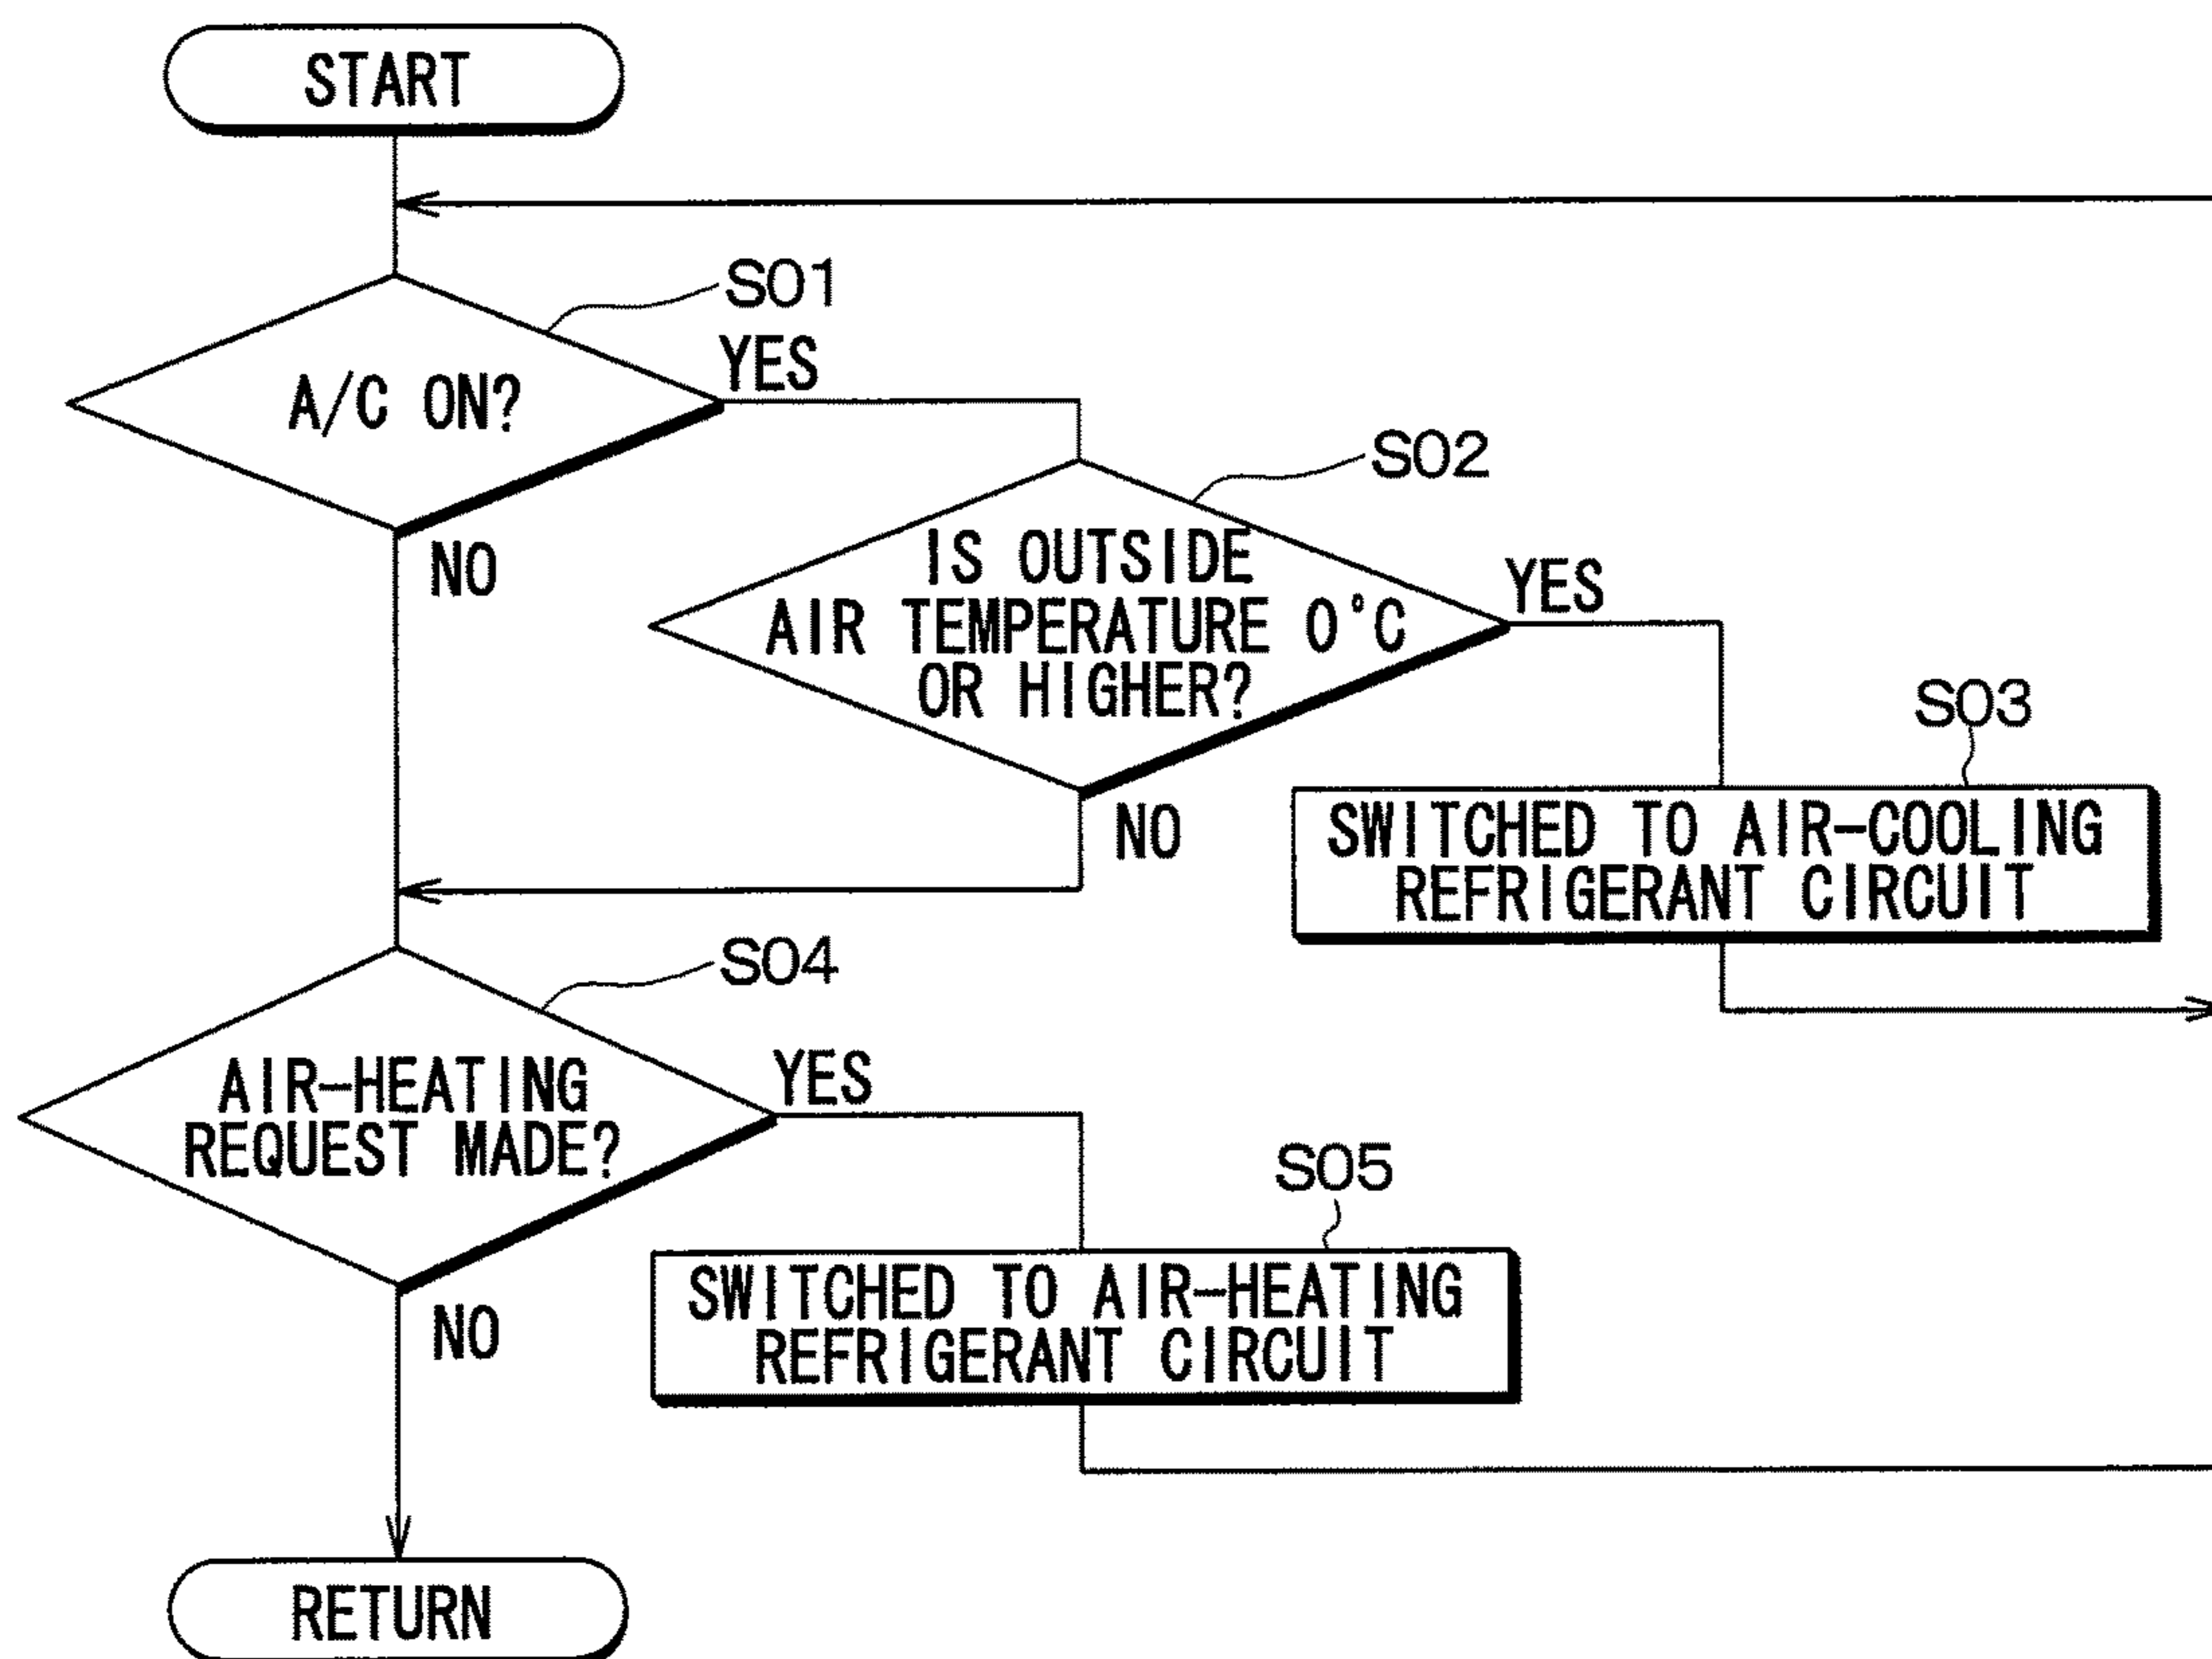 START
S01
A/C ON?
YES
NO
S02
IS OUTSIDE
AIR TEMPERATURE 0°C
OR HIGHER?
YES
NO
S03
SWITCHED TO AIR-COOLING
REFRIGERANT CIRCUIT
S04
AIR-HEATING
REQUEST MADE?
YES
NO
S05
SWITCHED TO AIR-HEATING
REFRIGERANT CIRCUIT
RETURN